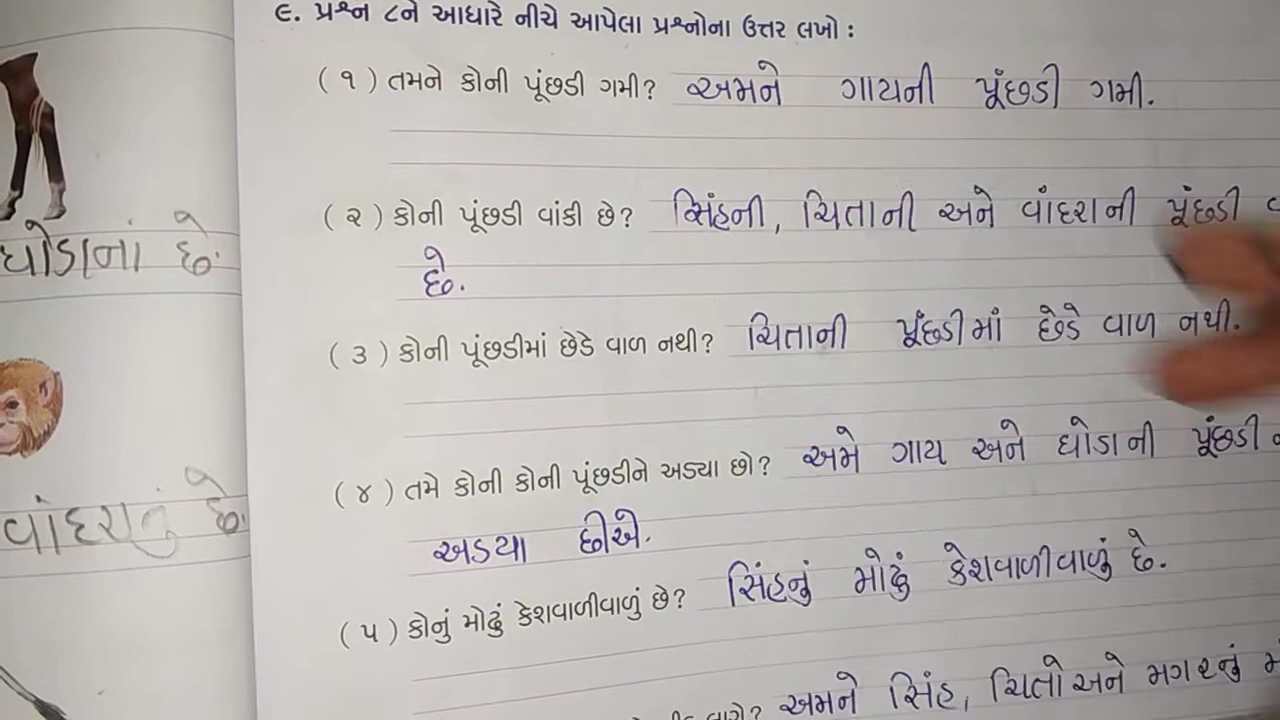 ૯. પ્રશ્ન ૮ને આધારે નીચે આપેલા પ્રશ્નોના ઉત્તર લખો :
(૧) તમને કોની પૂંછડી ગમી? અમને ગાયની પૂંછડી ગમી.
(૨) કોની પૂંછડી વાંકી છે? સિંહની, ચિતાની અને વાંદરાની પૂંછડી
છે.
(૩) કોની પૂંછડીમાં છેડે વાળ નથી? ચિતાની પૂંછડીમાં છેડે વાળ નથી.
(૪) તમે કોની કોની પૂંછડીને અડ્યા છો? અમે ગાય અને ઘોડાની પૂંછડી
અડયા છીએ.
(૫) કોનું મોઢું કેશવાળીવાળું છે? સિંહનું મોઢું કેશવાળીવાળું છે.
લાગે? અમને સિંહ, ચિતો અને મગરનું
ઘોડાનાં છે.
વાંદરાનું છે.